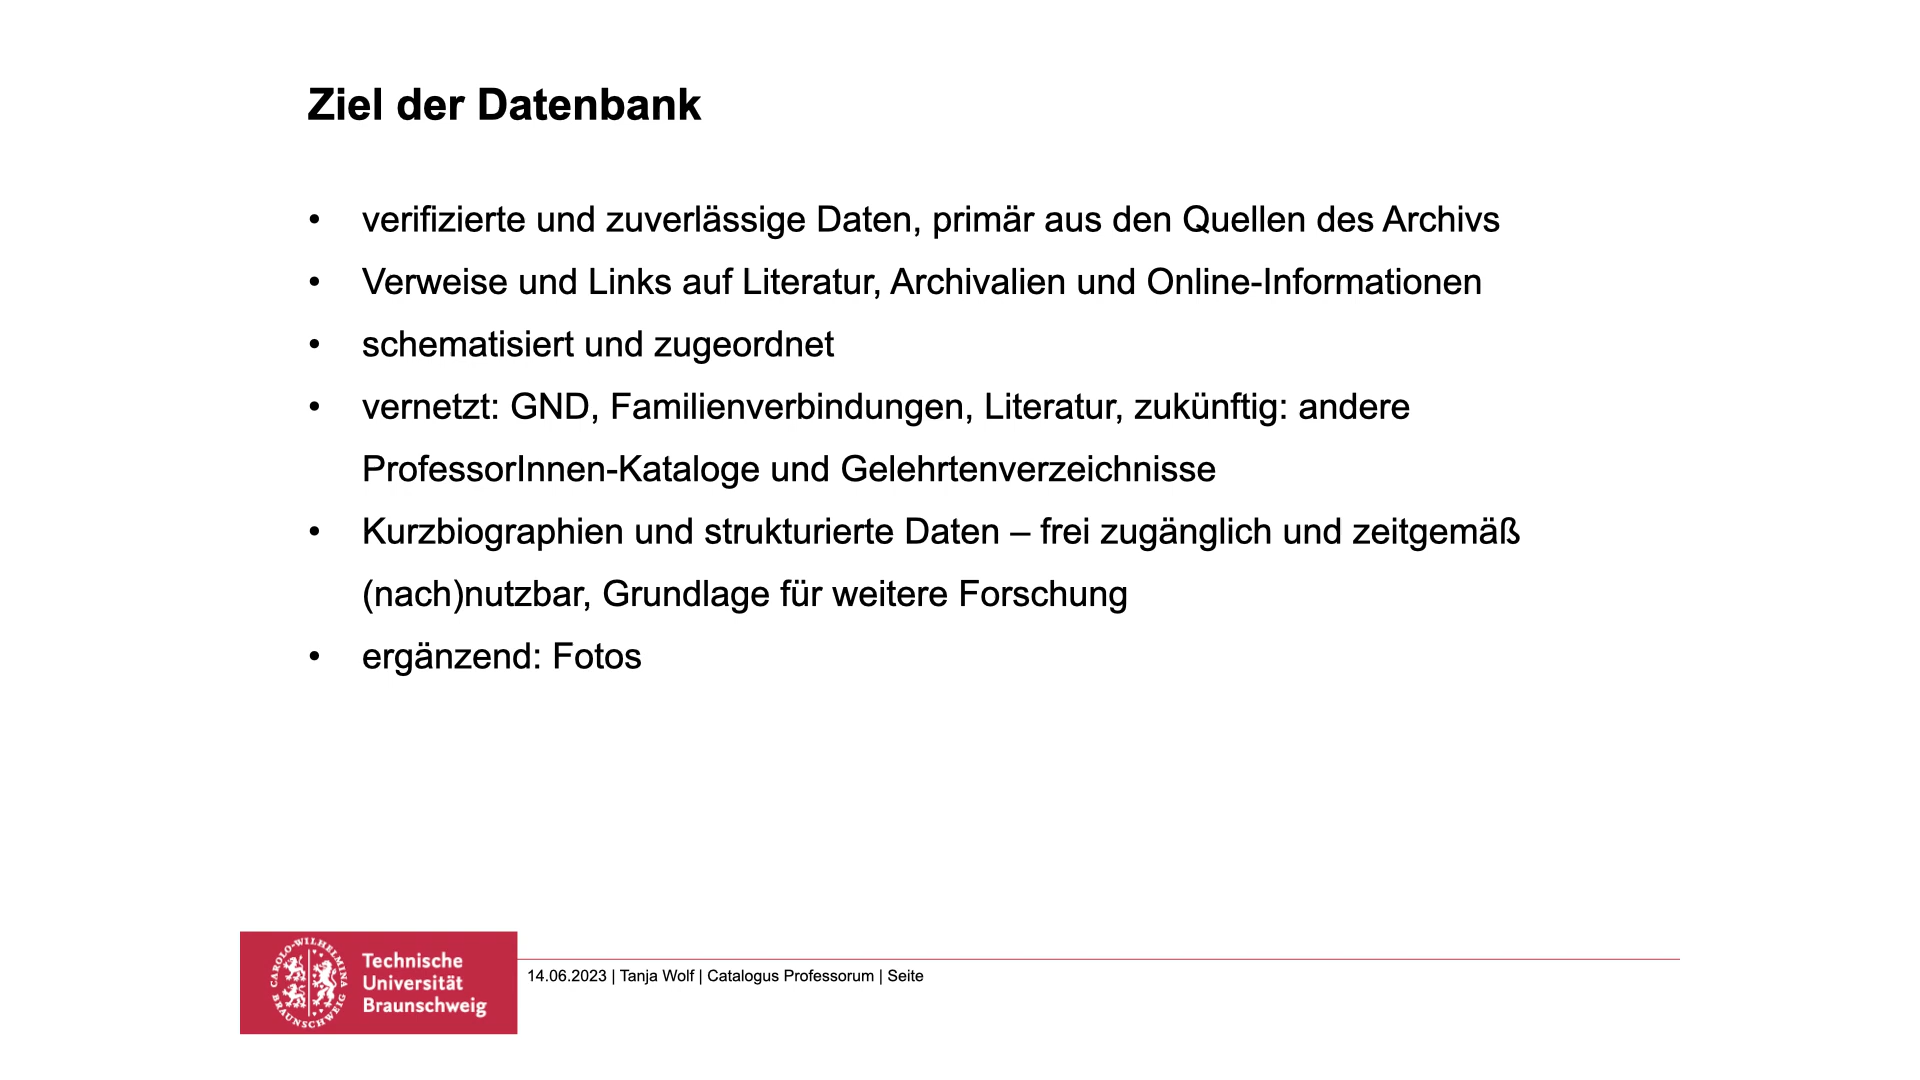 Ziel der Datenbank
• verifizierte und zuverlässige Daten, primär aus den Quellen des Archivs
• Verweise und Links auf Literatur, Archivalien und Online-Informationen
• schematisiert und zugeordnet
• vernetzt: GND, Familienverbindungen, Literatur, zukünftig: andere
ProfessorInnen-Kataloge und Gelehrtenverzeichnisse
• Kurzbiographien und strukturierte Daten – frei zugänglich und zeitgemäß
(nach)nutzbar, Grundlage für weitere Forschung
• ergänzend: Fotos
CAROLO-WILHELMINA
BRAUNSCHWEIG
Technische
Universität
Braunschweig
14.06.2023 | Tanja Wolf | Catalogus Professorum | Seite